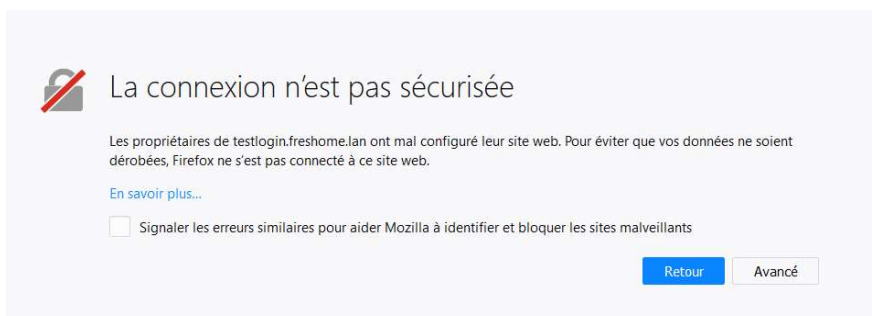 La connexion n’est pas sécurisée
Les propriétaires de testlogin.freshome.lan ont mal configuré leur site web. Pour éviter que vos données ne soient
dérobées, Firefox ne s’est pas connecté à ce site web.
En savoir plus...
Signaler les erreurs similaires pour aider Mozilla à identifier et bloquer les sites malveillants
Retour
Avancé